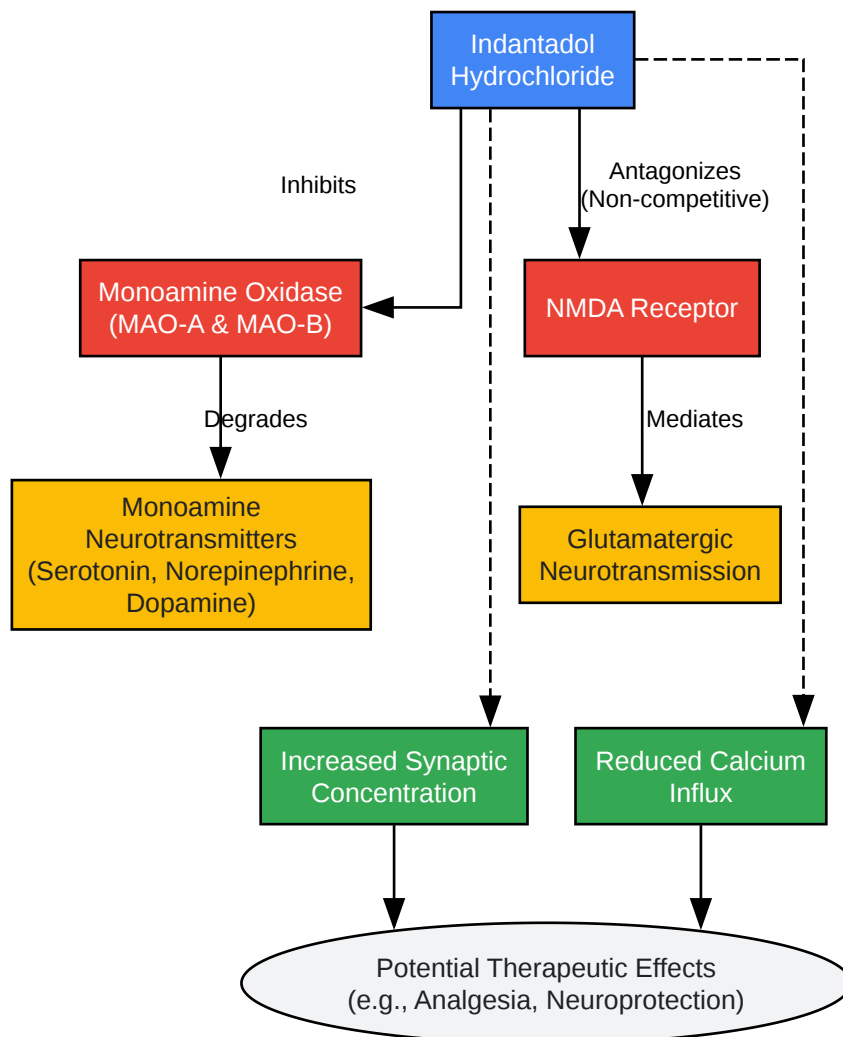 Indantadol
Hydrochloride
Inhibits
Antagonizes
(Non-competitive)
Monoamine Oxidase
(MAO-A & MAO-B)
NMDA Receptor
Degrades
Mediates
Monoamine
Neurotransmitters
(Serotonin, Norepinephrine,
Dopamine)
Glutamatergic
Neurotransmission
Increased Synaptic
Concentration
Reduced Calcium
Influx
Potential Therapeutic Effects
(e.g., Analgesia, Neuroprotection)